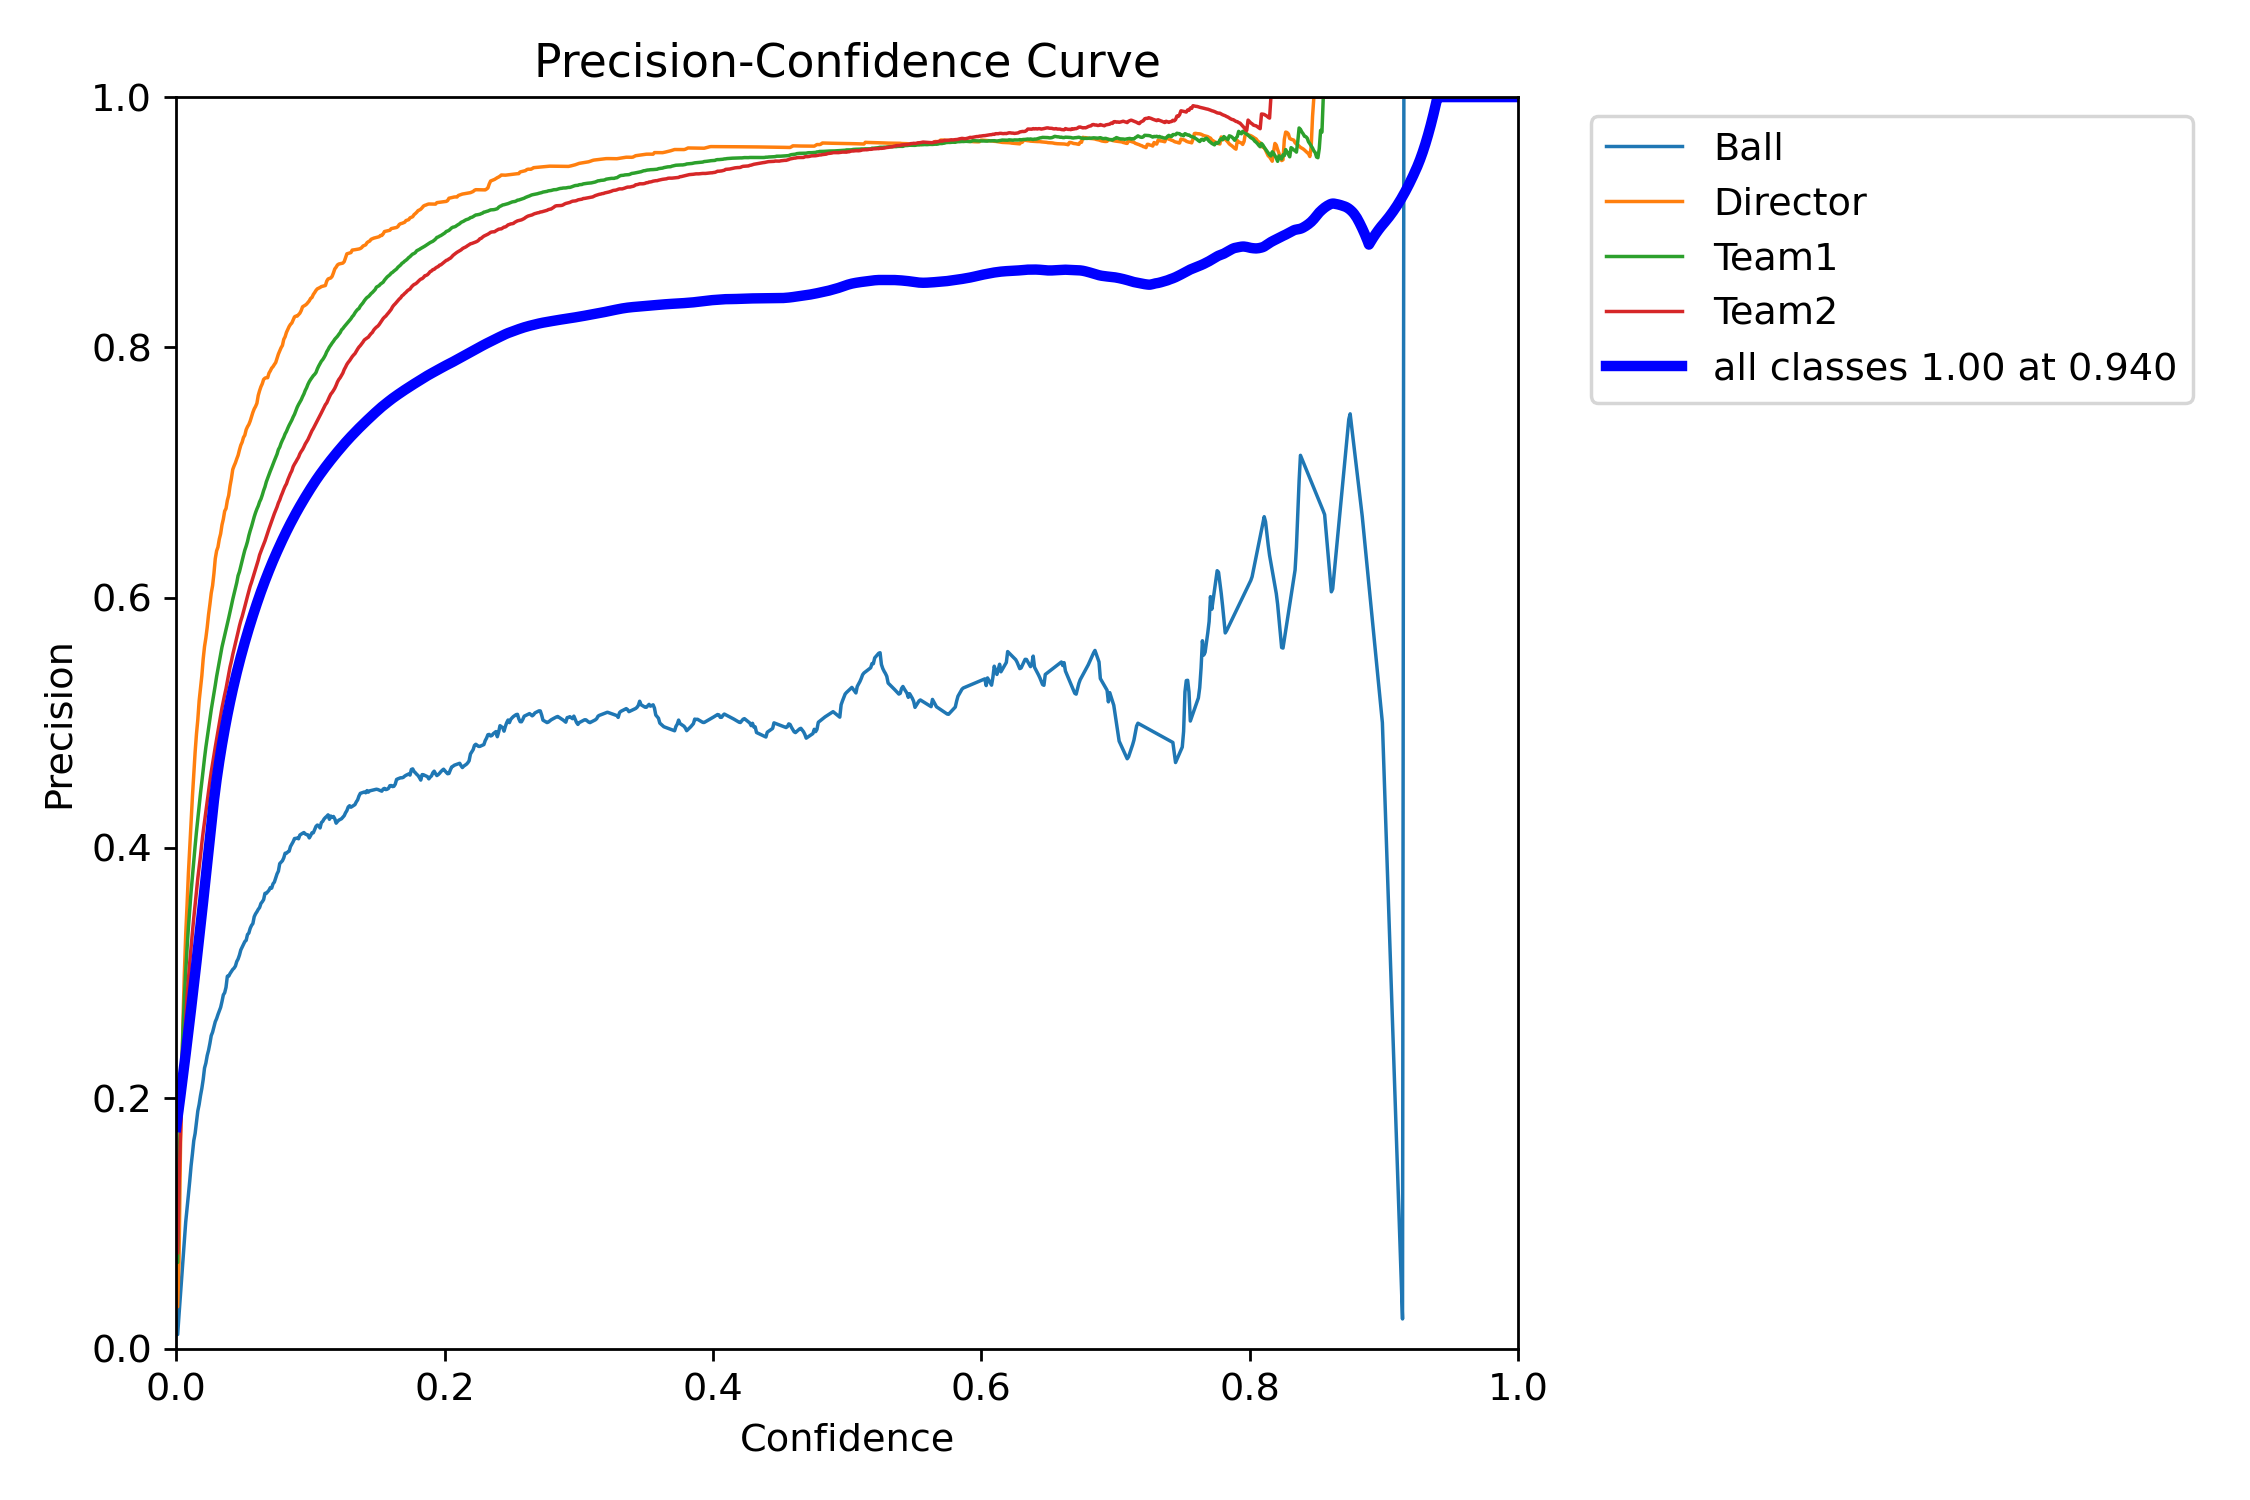 Precision-Confidence Curve
1.0
0.8
0.6
0.4
0.2
0.0
Precision
0.0 0.2 0.4 0.6 0.8 1.0
Confidence
Ball
Director
Team1
Team2
all classes 1.00 at 0.940